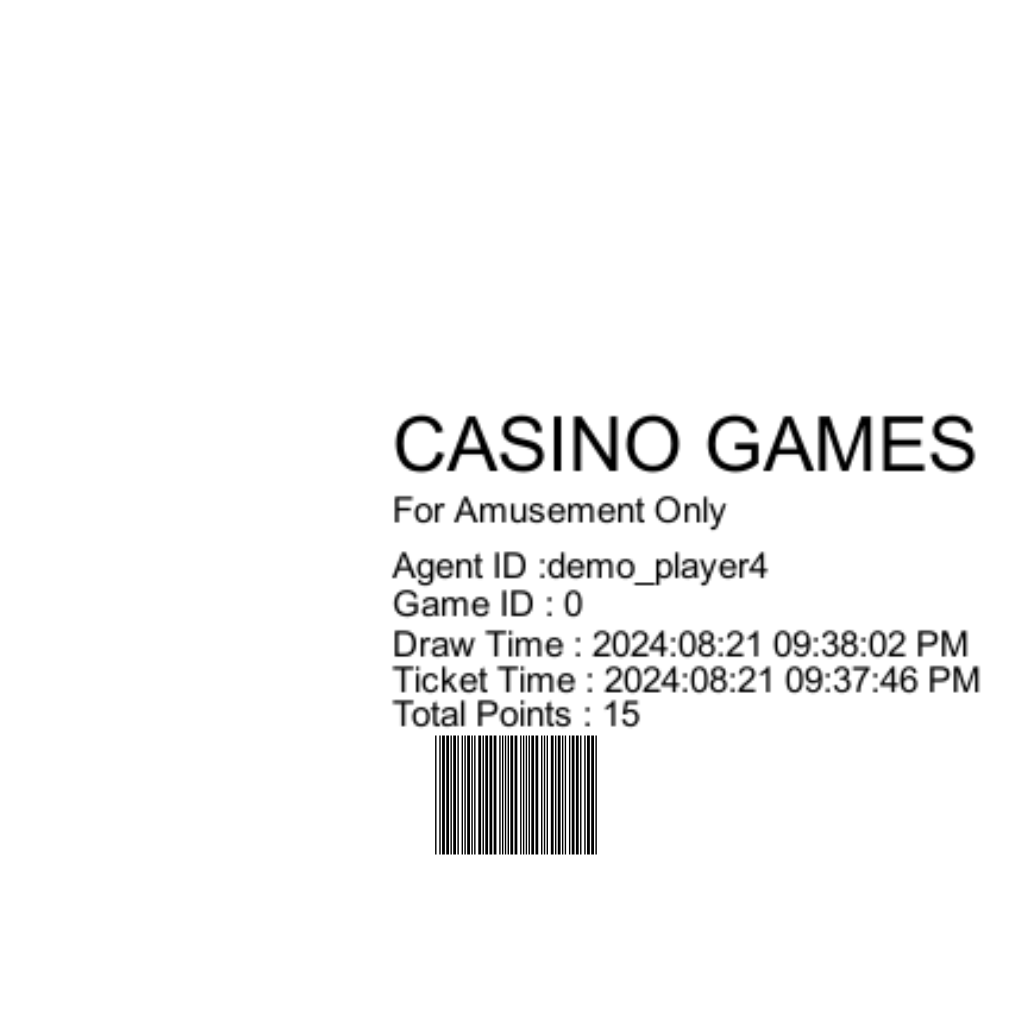 CASINO GAMES
For Amusement Only
Agent ID :demo_player4
Game ID : 0
Draw Time : 2024:08:21 09:38:02 PM
Ticket Time : 2024:08:21 09:37:46 PM
Total Points : 15